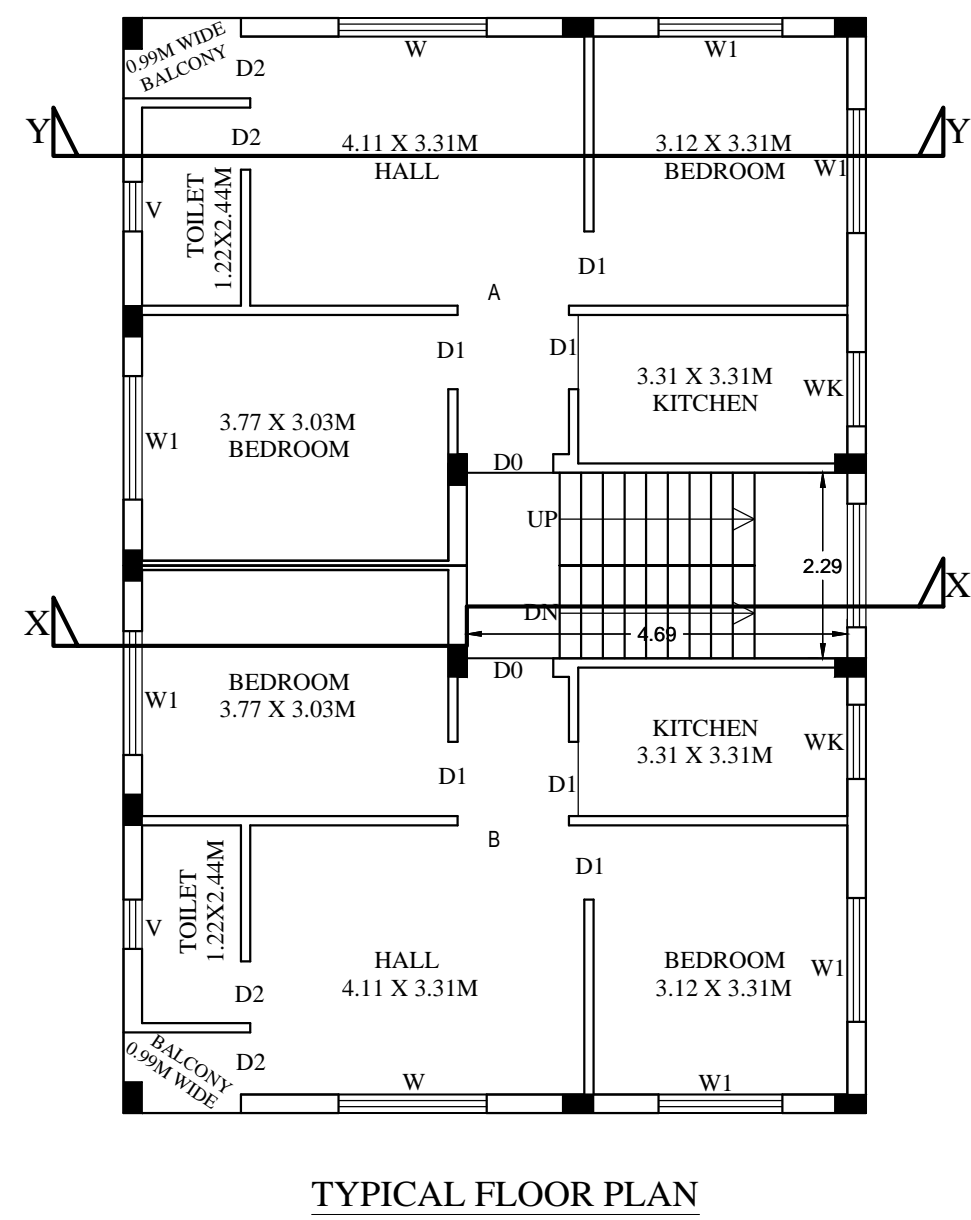 0.99M WIDE
BALCONY
D2
W
W1
Y
D2
4.11 X 3.31M
HALL
3.12 X 3.31M
BEDROOM
W1
Y
V
TOILET
1.22X2.44M
D1
A
D1
D1
3.31 X 3.31M
KITCHEN
WK
3.77 X 3.03M
BEDROOM
W1
D0
UP
2.29
X
X
DN
4.69
D0
BEDROOM
3.77 X 3.03M
W1
KITCHEN
3.31 X 3.31M
WK
D1
D1
B
D1
TOILET
1.22X2.44M
V
HALL
4.11 X 3.31M
BEDROOM
3.12 X 3.31M
W1
D2
BALCONY
0.99M WIDE
D2
W
W1
TYPICAL FLOOR PLAN